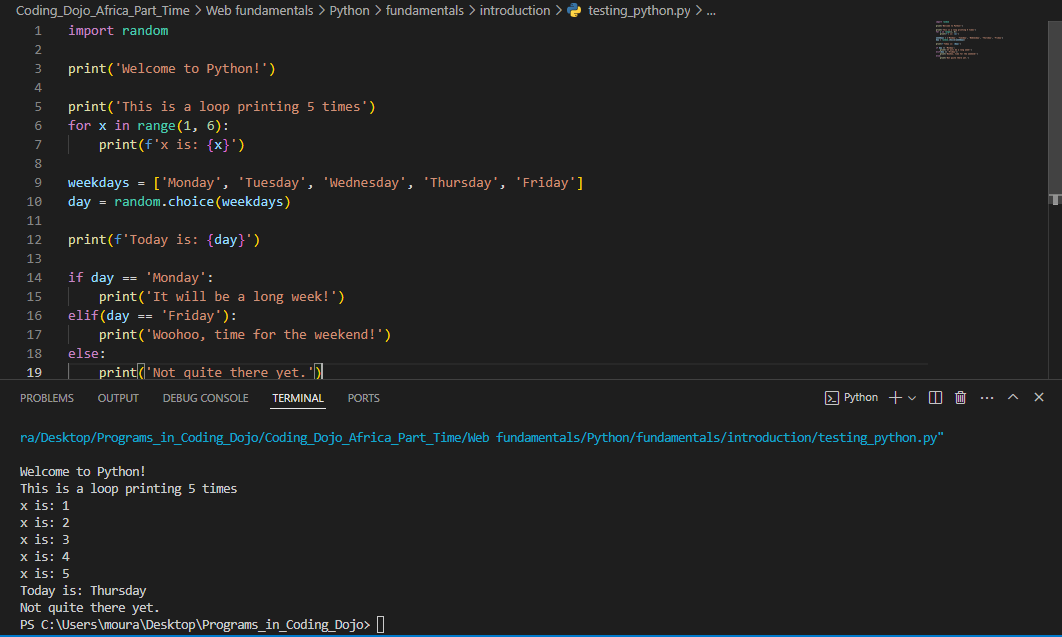 Coding_Dojo_Africa_Part_Time > Web fundamentals > Python > fundamentals > introduction > testing_python.py > ...
1 import random
2
3 print('Welcome to Python!')
4
5 print('This is a loop printing 5 times')
6 for x in range(1, 6):
7     print(f'x is: {x}')
8
9 weekdays = ['Monday', 'Tuesday', 'Wednesday', 'Thursday', 'Friday']
10 day = random.choice(weekdays)
11
12 print(f'Today is: {day}')
13
14 if day == 'Monday':
15     print('It will be a long week!')
16 elif(day == 'Friday'):
17     print('Woohoo, time for the weekend!')
18 else:
19     print('Not quite there yet.')
PROBLEMS OUTPUT DEBUG CONSOLE TERMINAL PORTS Python
ra/Desktop/Programs_in_Coding_Dojo/Coding_Dojo_Africa_Part_Time/Web fundamentals/Python/fundamentals/introduction/testing_python.py"
Welcome to Python!
This is a loop printing 5 times
x is: 1
x is: 2
x is: 3
x is: 4
x is: 5
Today is: Thursday
Not quite there yet.
PS C:\Users\moura\Desktop\Programs_in_Coding_Dojo>